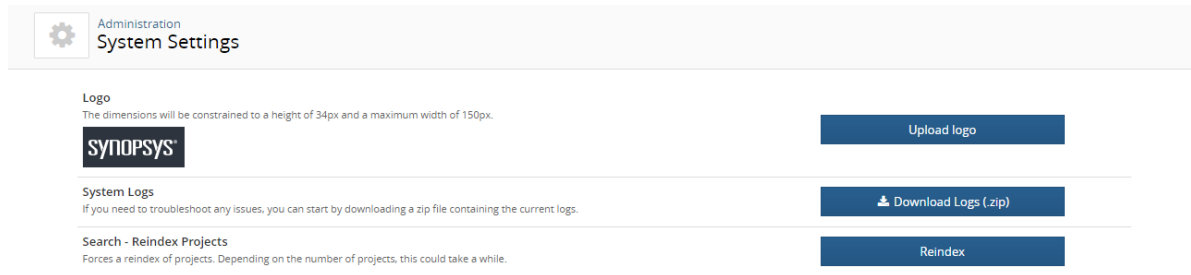 Administration
System Settings
Logo
The dimensions will be constrained to a height of 34px and a maximum width of 150px.
Upload logo
SYNOPSYS®
System Logs
If you need to troubleshoot any issues, you can start by downloading a zip file containing the current logs.
Download Logs (.zip)
Search - Reindex Projects
Forces a reindex of projects. Depending on the number of projects, this could take a while.
Reindex